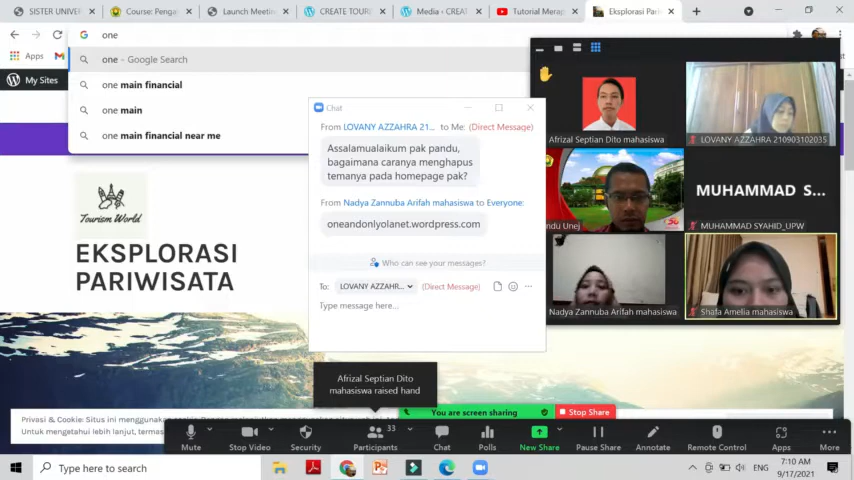 SISTER UNIVER
Course: Penga
Launch Meetin
CREATE TOUR
Media ‹ CREAT
Tutorial Merap
Eksplorasi Pariw
one
Apps
one - Google Search
one main financial
one main
one main financial near me
My Sites
Tourism World
EKSPLORASI
PARIWISATA
Chat
From LOVANY AZZAHRA 21... to Me: (Direct Message)
Assalamualaikum pak pandu,
bagaimana caranya menghapus
temanya pada homepage pak?
From Nadya Zannuba Arifah mahasiswa to Everyone:
oneandonlyolanet.wordpress.com
Who can see your messages?
To: LOVANY AZZAHR... (Direct Message)
Type message here...
Afrizal Septian Dito mahasiswa
LOVANY AZZAHRA 210903102035
ndu Unej
MUHAMMAD S...
MUHAMMAD SYAHID_UPW
Nadya Zannuba Arifah mahasiswa
Shafa Amelia mahasiswa
Afrizal Septian Dito
mahasiswa raised hand
Privasi & Cookie: Situs ini menggunakan
Untuk mengetahui lebih lanjut, termas
You are screen sharing
Stop Share
Mute
Stop Video
Security
Participants
33
Chat
Polls
New Share
Pause Share
Annotate
Remote Control
Apps
More
Type here to search
ENG
7:10 AM
9/17/2021